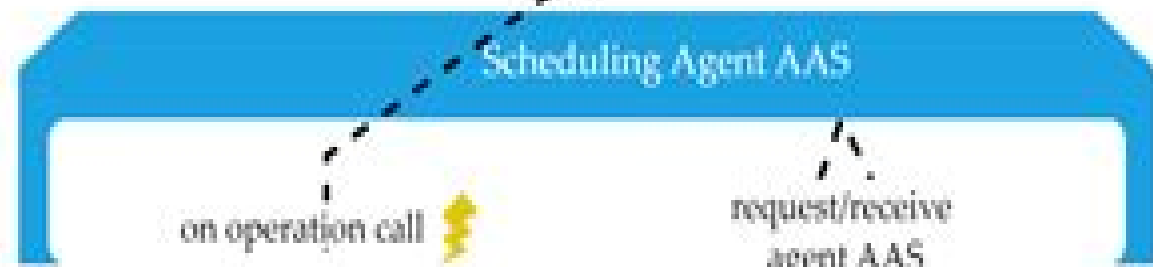 Scheduling Agent AAS
on operation call
request/receive
agent AAS